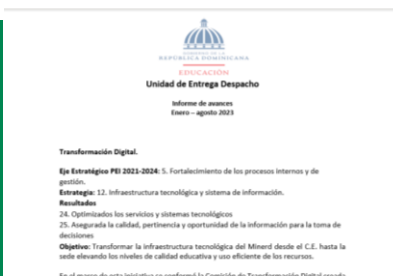 GOBIERNO DE LA
REPÚBLICA DOMINICANA
EDUCACIÓN
Unidad de Entrega Despacho
Informe de avances
Enero – agosto 2023
Transformación Digital.
Eje Estratégico PEI 2021-2024: 5. Fortalecimiento de los procesos internos y de
gestión.
Estrategia: 12. Infraestructura tecnológica y sistema de información.
Resultados
24. Optimizados los servicios y sistemas tecnológicos
25. Asegurada la calidad, pertinencia y oportunidad de la información para la toma de
decisiones
Objetivo: Transformar la infraestructura tecnológica del Minerd desde el C.E. hasta la
sede elevando los niveles de calidad educativa y uso eficiente de los recursos.
En el marco de esta iniciativa se conformó la Comisión de Transformación Digital